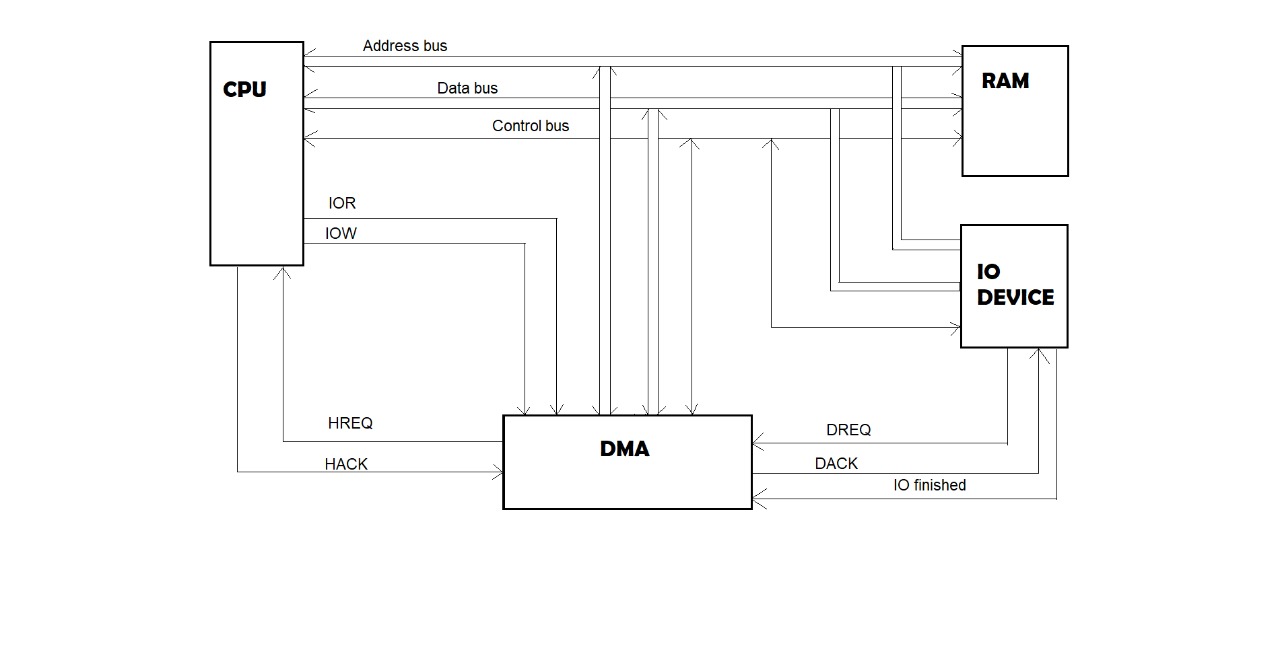 Address bus
CPU
RAM
Data bus
Control bus
IOR
IOW
IO
DEVICE
HREQ
DREQ
DMA
HACK
DACK
IO finished